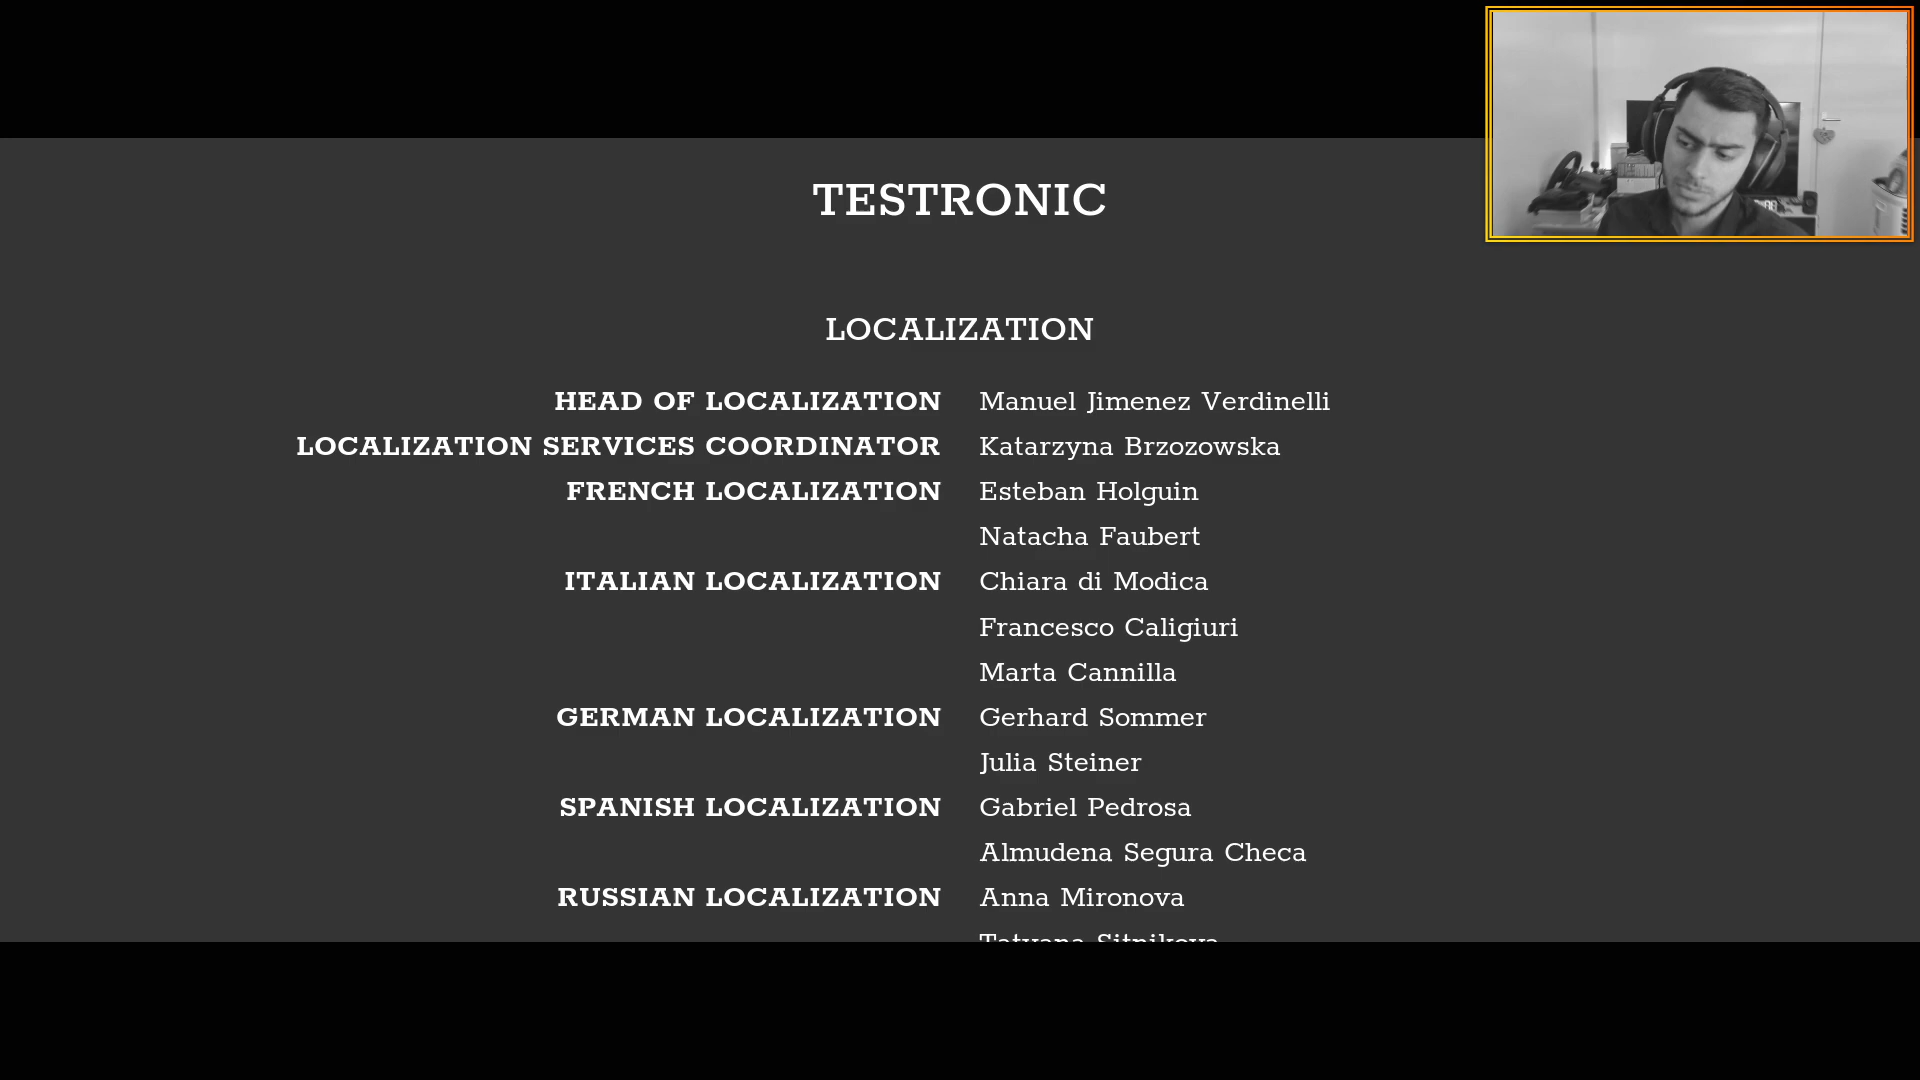 TESTRONIC
LOCALIZATION
HEAD OF LOCALIZATION Manuel Jimenez Verdinelli
LOCALIZATION SERVICES COORDINATOR Katarzyna Brzozowska
FRENCH LOCALIZATION Esteban Holguin
Natacha Faubert
ITALIAN LOCALIZATION Chiara di Modica
Francesco Caligiuri
Marta Cannilla
GERMAN LOCALIZATION Gerhard Sommer
Julia Steiner
SPANISH LOCALIZATION Gabriel Pedrosa
Almudena Segura Checa
RUSSIAN LOCALIZATION Anna Mironova
Tatyana Sitnikova